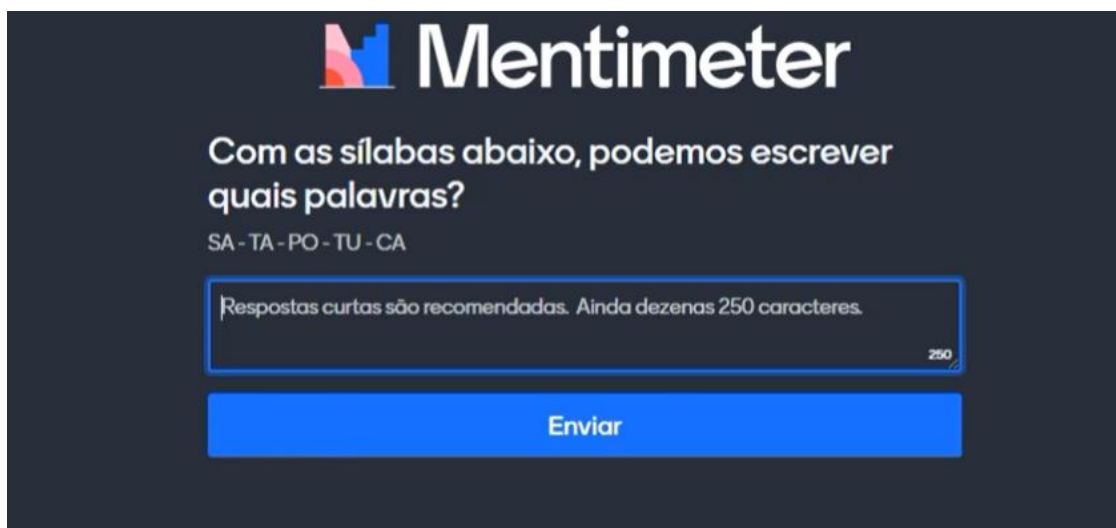 Mentimeter
Com as sílabas abaixo, podemos escrever
quais palavras?
SA - TA - PO - TU - CA
Respostas curtas são recomendadas. Ainda dezenas 250 caracteres.
250
Enviar